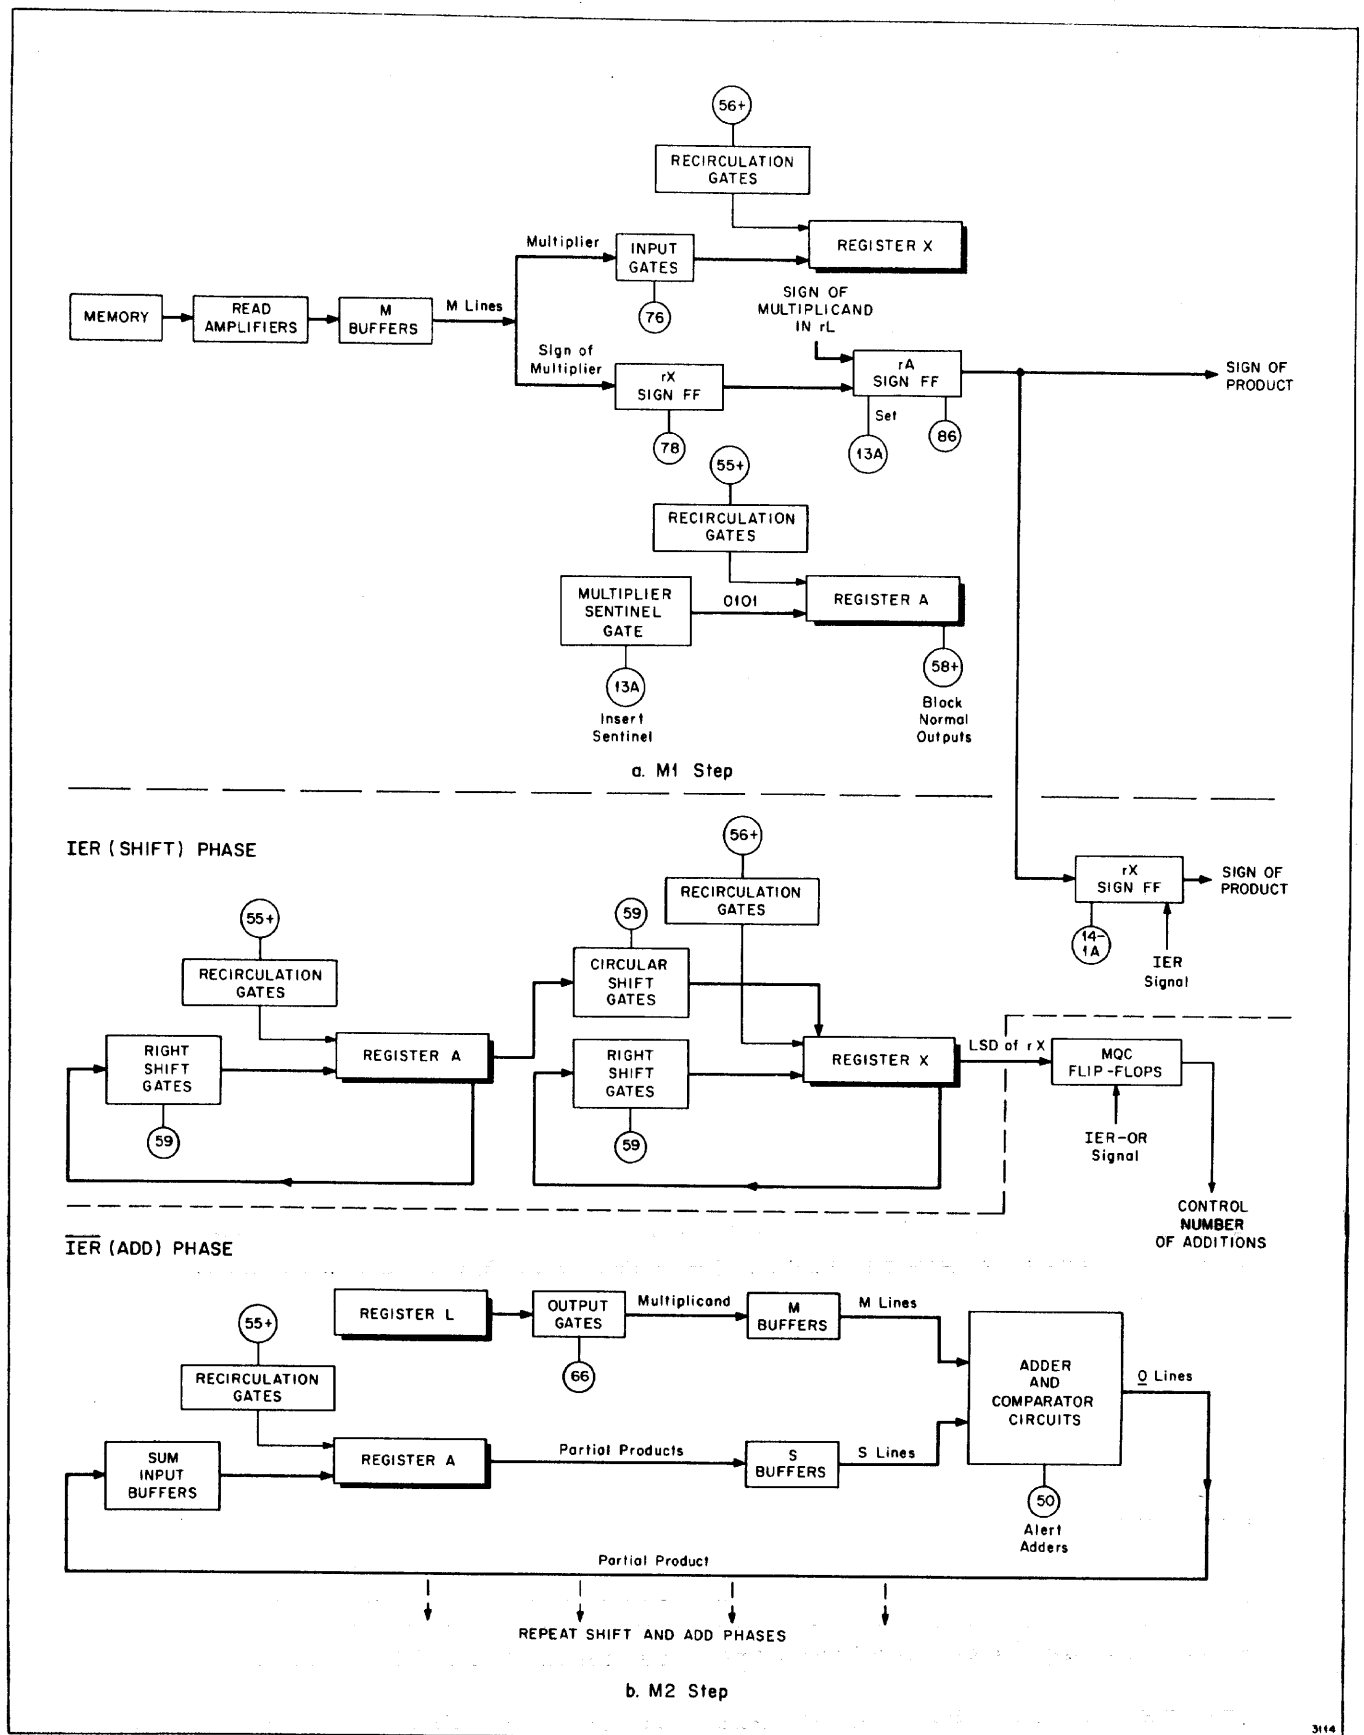 56+
RECIRCULATION
GATES
REGISTER X
Multiplier
INPUT
GATES
76
SIGN OF
MULTIPLICAND
IN rL
MEMORY
READ
AMPLIFIERS
M
BUFFERS
M Lines
Sign of
Multiplier
rX
SIGN FF
78
rA
SIGN FF
Set
13A
86
SIGN OF
PRODUCT
55+
RECIRCULATION
GATES
MULTIPLIER
SENTINEL
GATE
0101
REGISTER A
13A
Insert
Sentinel
58+
Block
Normal
Outputs
a. M1 Step
IER (SHIFT) PHASE
56+
RECIRCULATION
GATES
rX
SIGN FF
SIGN OF
PRODUCT
14-
1A
IER
Signal
55+
RECIRCULATION
GATES
59
CIRCULAR
SHIFT
GATES
RIGHT
SHIFT
GATES
59
REGISTER A
RIGHT
SHIFT
GATES
59
REGISTER X
LSD of rX
MQC
FLIP-FLOPS
IER-OR
Signal
CONTROL
NUMBER
OF ADDITIONS
I̅E̅R̅ (ADD) PHASE
REGISTER L
OUTPUT
GATES
66
Multiplicand
M
BUFFERS
M Lines
55+
RECIRCULATION
GATES
ADDER
AND
COMPARATOR
CIRCUITS
O Lines
SUM
INPUT
BUFFERS
REGISTER A
Partial Products
S
BUFFERS
S Lines
50
Alert
Adders
Partial Product
REPEAT SHIFT AND ADD PHASES
b. M2 Step
3114